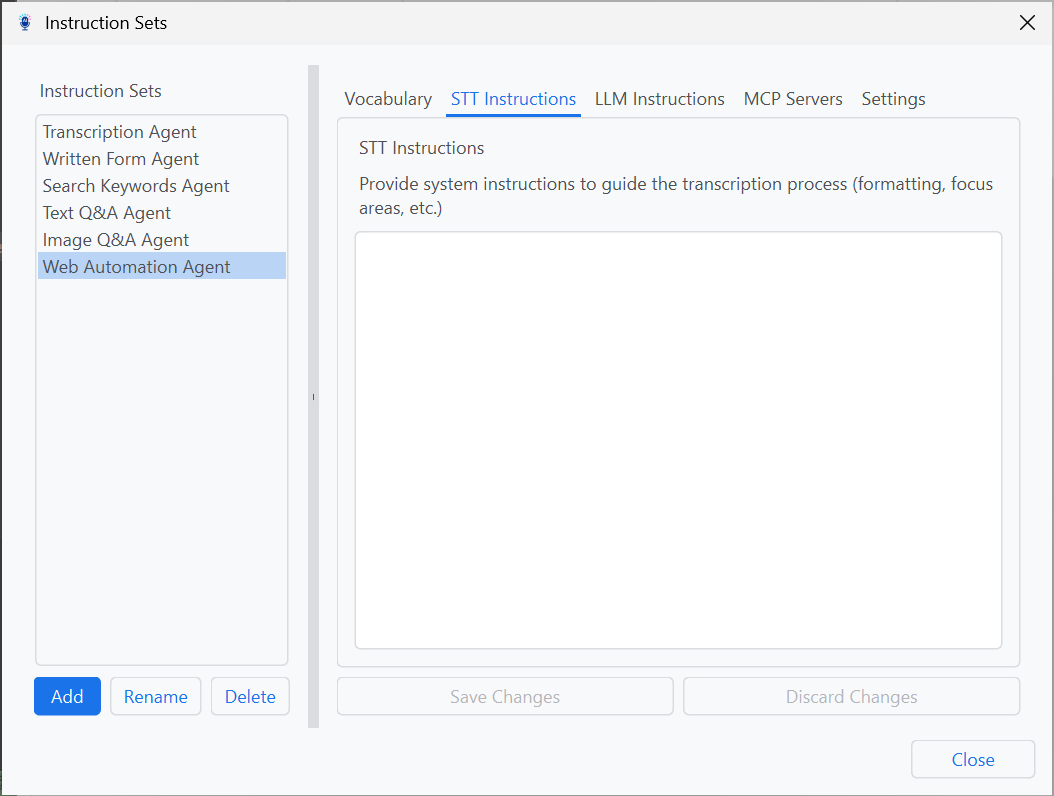 Instruction Sets
Instruction Sets
Transcription Agent
Written Form Agent
Search Keywords Agent
Text Q&A Agent
Image Q&A Agent
Web Automation Agent
Add Rename Delete
Vocabulary STT Instructions LLM Instructions MCP Servers Settings
STT Instructions
Provide system instructions to guide the transcription process (formatting, focus
areas, etc.)
Save Changes Discard Changes
Close